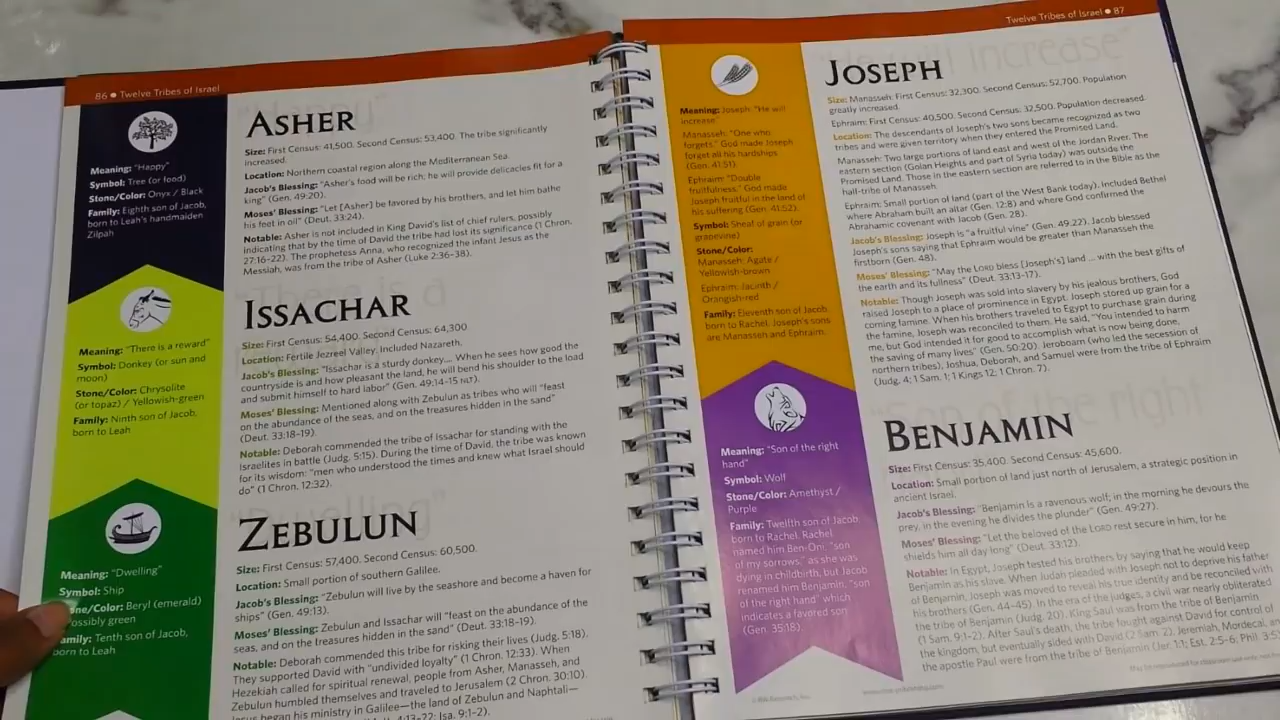 86 ● Twelve Tribes of Israel
Meaning: "Happy"
Symbol: Tree (or food)
Stone/Color: Onyx / Black
Family: Eighth son of Jacob,
born to Leah's handmaiden
Zilpah
ASHER
Size: First Census: 41,500. Second Census: 53,400. The tribe significantly
increased.
Location: Northern coastal region along the Mediterranean Sea.
Jacob's Blessing: "Asher's food will be rich; he will provide delicacies fit for a
king" (Gen. 49:20).
Moses' Blessing: "Let [Asher] be favored by his brothers, and let him bathe
his feet in oil" (Deut. 33:24).
Notable: Asher is not included in King David's list of chief rulers, possibly
indicating that by the time of David the tribe had lost its significance (1 Chron.
27:16-22). The prophetess Anna, who recognized the infant Jesus as the
Messiah, was from the tribe of Asher (Luke 2:36-38).
Meaning: "There is a reward"
Symbol: Donkey (or sun and
moon)
Stone/Color: Chrysolite
(or topaz) / Yellowish-green
Family: Ninth son of Jacob,
born to Leah
ISSACHAR
Size: First Census: 54,400. Second Census: 64,300.
Location: Fertile Jezreel Valley. Included Nazareth.
Jacob's Blessing: "Issachar is a sturdy donkey.... When he sees how good the
countryside is and how pleasant the land, he will bend his shoulder to the load
and submit himself to hard labor" (Gen. 49:14-15 NLT).
Moses' Blessing: Mentioned along with Zebulun as tribes who will "feast
on the abundance of the seas, and on the treasures hidden in the sand"
(Deut. 33:18-19).
Notable: Deborah commended the tribe of Issachar for standing with the
Israelites in battle (Judg. 5:15). During the time of David, the tribe was known
for its wisdom: "men who understood the times and knew what Israel should
do" (1 Chron. 12:32).
Meaning: "Dwelling"
Symbol: Ship
one/Color: Beryl (emerald)
ossibly green
amily: Tenth son of Jacob,
born to Leah
ZEBULUN
Size: First Census: 57,400. Second Census: 60,500.
Location: Small portion of southern Galilee.
Jacob's Blessing: "Zebulun will live by the seashore and become a haven for
ships" (Gen. 49:13).
Moses' Blessing: Zebulun and Issachar will "feast on the abundance of the
seas, and on the treasures hidden in the sand" (Deut. 33:18-19).
Notable: Deborah commended this tribe for risking their lives (Judg. 5:18).
They supported David with "undivided loyalty" (1 Chron. 12:33). When
Hezekiah called for spiritual renewal, people from Asher, Manasseh, and
Zebulun humbled themselves and traveled to Jerusalem (2 Chron. 30:10).
Jesus began his ministry in Galilee—the land of Zebulun and Naphtali—
4:13-22; Isa. 9:1-2).
Twelve Tribes of Israel ● 87
Meaning: Joseph: "He will
increase"
Manasseh: "One who
forgets." God made Joseph
forget all his hardships
(Gen. 41:51).
Ephraim: "Double
fruitfulness." God made
Joseph fruitful in the land of
his suffering (Gen. 41:52).
Symbol: Sheaf of grain (or
grapevine)
Stone/Color:
Manasseh: Agate /
Yellowish-brown
Ephraim: Jacinth /
Orangish-red
Family: Eleventh son of Jacob
born to Rachel. Joseph's sons
are Manasseh and Ephraim.
JOSEPH
Size: Manasseh: First Census: 32,300. Second Census: 52,700. Population
greatly increased.
Ephraim: First Census: 40,500. Second Census: 32,500. Population decreased.
Location: The descendants of Joseph's two sons became recognized as two
tribes and were given territory when they entered the Promised Land.
Manasseh: Two large portions of land east and west of the Jordan River. The
eastern section (Golan Heights and part of Syria today) was outside the
Promised Land. Those in the eastern section are referred to in the Bible as the
half-tribe of Manasseh.
Ephraim: Small portion of land (part of the West Bank today). Included Bethel
where Abraham built an altar (Gen. 12:8) and where God confirmed the
Abrahamic covenant with Jacob (Gen. 28).
Jacob's Blessing: Joseph is "a fruitful vine" (Gen. 49:22). Jacob blessed
Joseph's sons saying that Ephraim would be greater than Manasseh the
firstborn (Gen. 48).
Moses' Blessing: "May the LORD bless [Joseph's] land ... with the best gifts of
the earth and its fullness" (Deut. 33:13-17).
Notable: Though Joseph was sold into slavery by his jealous brothers, God
raised Joseph to a place of prominence in Egypt. Joseph stored up grain for a
coming famine. When his brothers traveled to Egypt to purchase grain during
the famine, Joseph was reconciled to them. He said, "You intended to harm
me, but God intended it for good to accomplish what is now being done,
the saving of many lives" (Gen. 50:20). Jeroboam (who led the secession of
northern tribes), Joshua, Deborah, and Samuel were from the tribe of Ephraim
(Judg. 4; 1 Sam. 1; 1 Kings 12; 1 Chron. 7).
Meaning: "Son of the right
hand"
Symbol: Wolf
Stone/Color: Amethyst /
Purple
Family: Twelfth son of Jacob
born to Rachel. Rachel
named him Ben-Oni, "son
of my sorrows," as she was
dying in childbirth, but Jacob
renamed him Benjamin, "son
of the right hand" which
indicates a favored son
(Gen. 35:18).
BENJAMIN
Size: First Census: 35,400. Second Census: 45,600.
Location: Small portion of land just north of Jerusalem, a strategic position in
ancient Israel.
Jacob's Blessing: "Benjamin is a ravenous wolf; in the morning he devours the
prey, in the evening he divides the plunder" (Gen. 49:27).
Moses' Blessing: "Let the beloved of the LORD rest secure in him, for he
shields him all day long" (Deut. 33:12).
Notable: In Egypt, Joseph tested his brothers by saying that he would keep
Benjamin as his slave. When Judah pleaded with Joseph not to deprive his father
of Benjamin, Joseph was moved to reveal his true identity and be reconciled with
his brothers (Gen. 44-45). In the era of the judges, a civil war nearly obliterated
the tribe of Benjamin (Judg. 20). King Saul was from the tribe of Benjamin
(1 Sam. 9:1-2). After Saul's death, the tribe fought against David for control of
the kingdom, but eventually sided with David (2 Sam. 2). Jeremiah, Mordecai, an
the apostle Paul were from the tribe of Benjamin (Jer. 1:1; Est. 2:5-6; Phil. 3:5